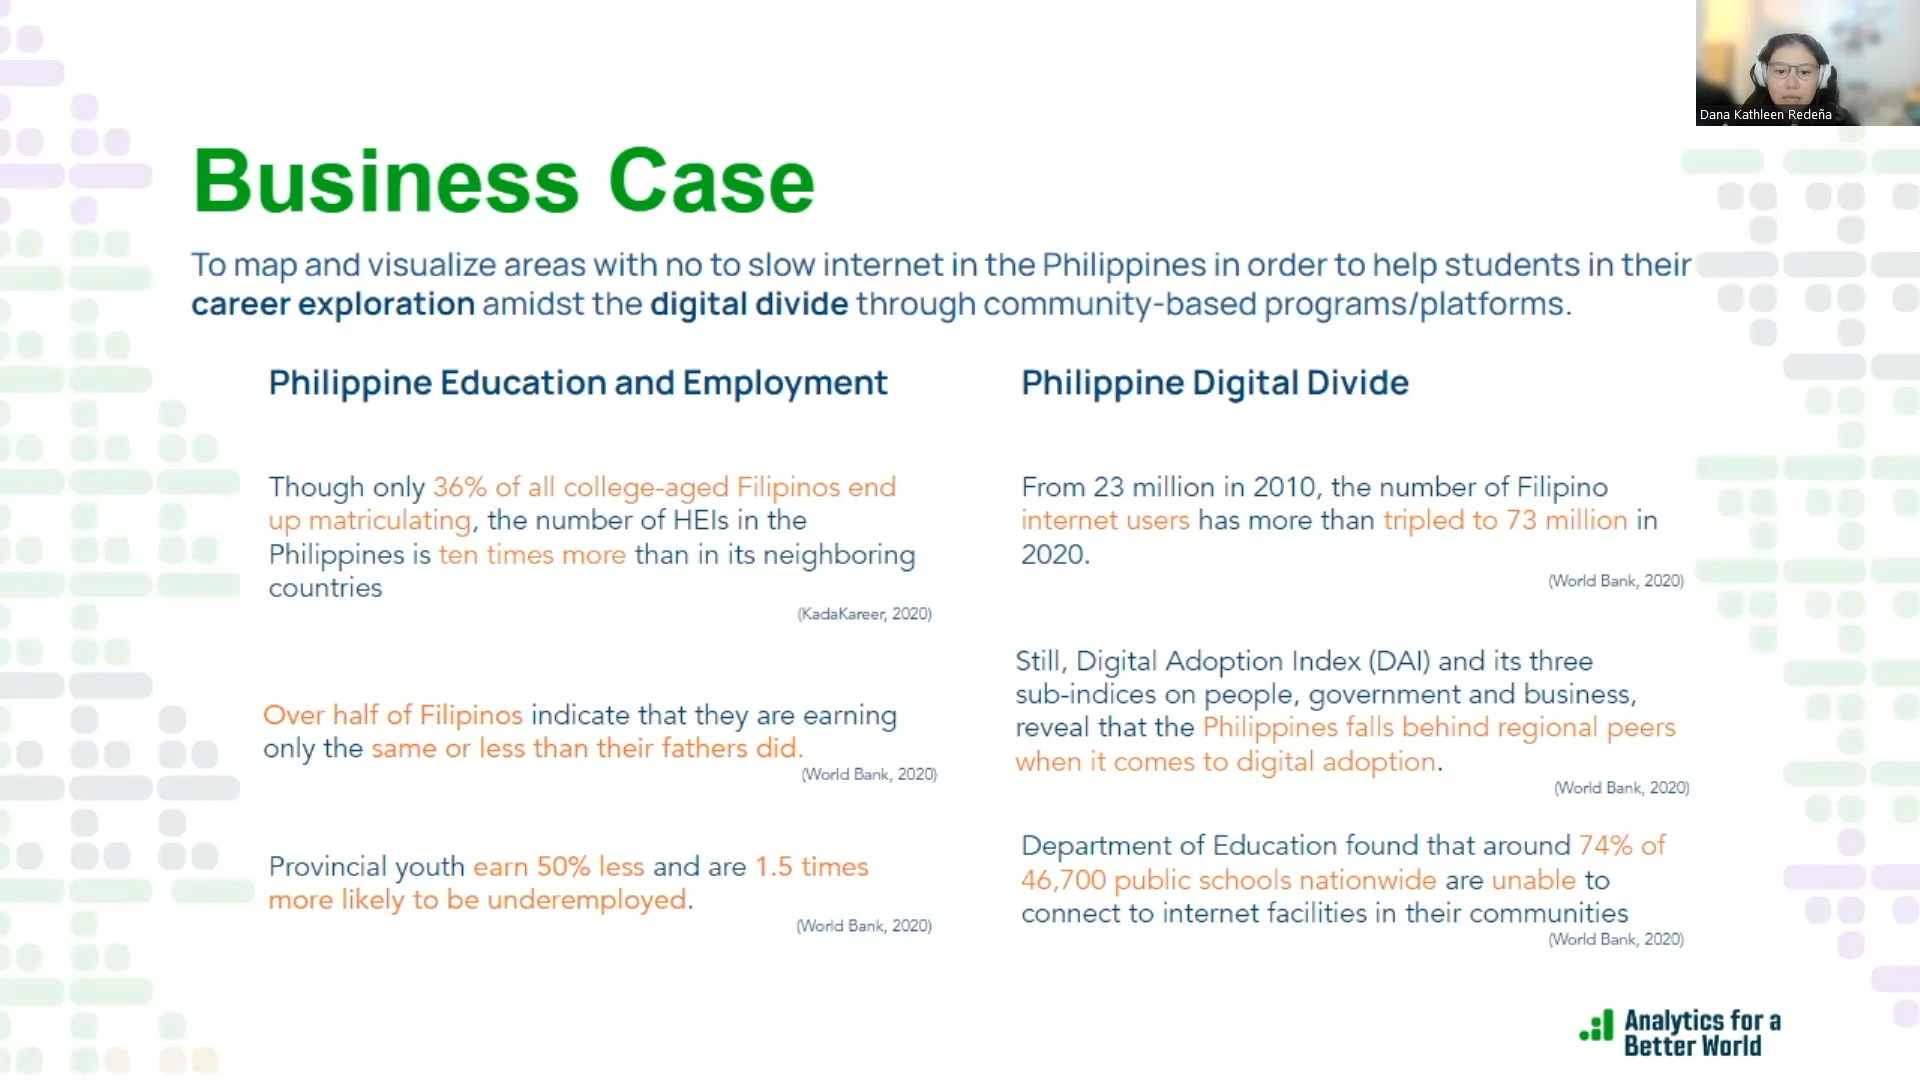 Dana Kathleen Redeña
Business Case
To map and visualize areas with no to slow internet in the Philippines in order to help students in their
career exploration amidst the digital divide through community-based programs/platforms.
Philippine Education and Employment
Though only 36% of all college-aged Filipinos end
up matriculating, the number of HEIs in the
Philippines is ten times more than in its neighboring
countries
(KadaKareer, 2020)
Over half of Filipinos indicate that they are earning
only the same or less than their fathers did.
(World Bank, 2020)
Provincial youth earn 50% less and are 1.5 times
more likely to be underemployed.
(World Bank, 2020)
Philippine Digital Divide
From 23 million in 2010, the number of Filipino
internet users has more than tripled to 73 million in
2020.
(World Bank, 2020)
Still, Digital Adoption Index (DAI) and its three
sub-indices on people, government and business,
reveal that the Philippines falls behind regional peers
when it comes to digital adoption.
(World Bank, 2020)
Department of Education found that around 74% of
46,700 public schools nationwide are unable to
connect to internet facilities in their communities
(World Bank, 2020)
Analytics for a
Better World